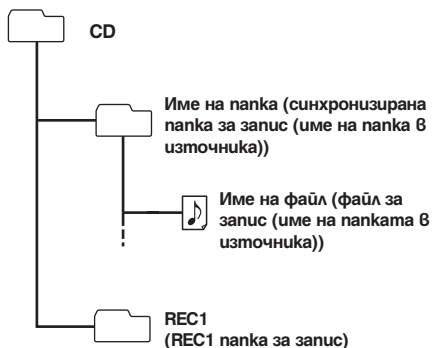 CD
Име на папка (синхронизирана
папка за запис (име на папка в
източника))
Име на файл (файл за
запис (име на папката в
източника))
REC1
(REC1 папка за запис)